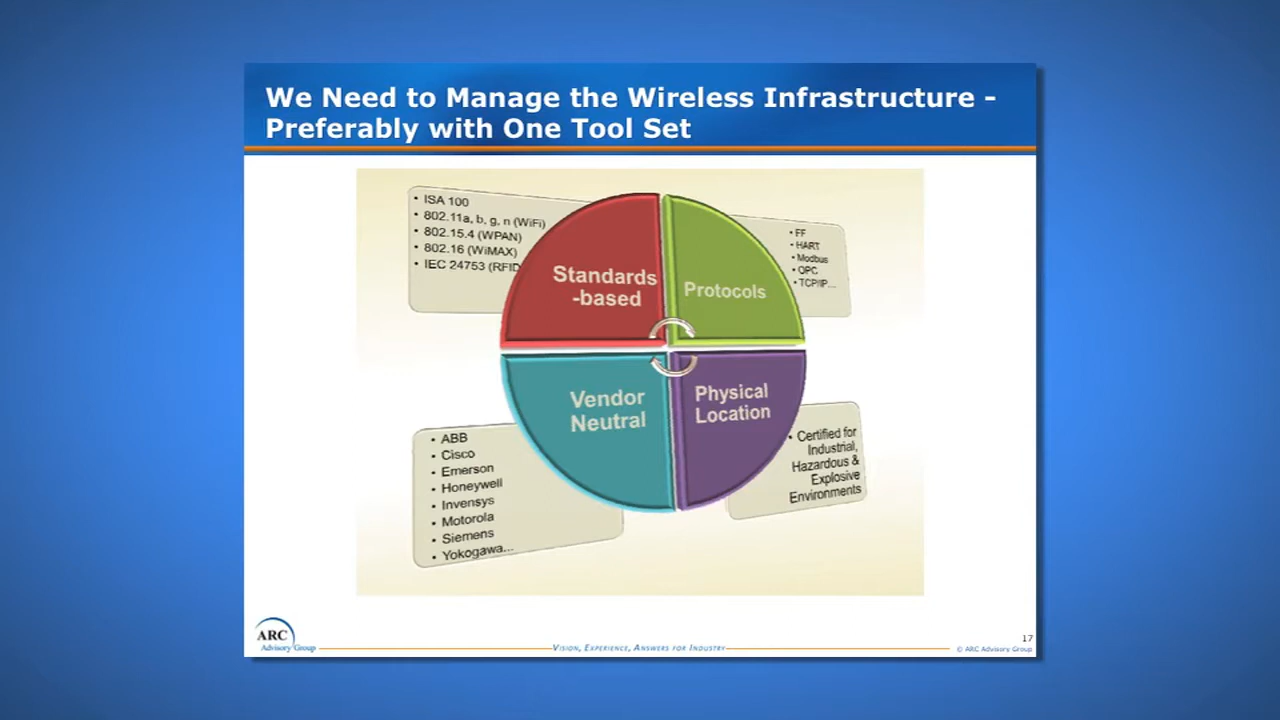 We Need to Manage the Wireless Infrastructure -
Preferably with One Tool Set
• ISA 100
• 802.11a, b, g, n (WiFi)
• 802.15.4 (WPAN)
• 802.16 (WiMAX)
• IEC 24753 (RFID
Standards
-based
Protocols
• FF
• HART
• Modbus
• OPC
• TCP/IP...
Vendor
Neutral
Physical
Location
• ABB
• Cisco
• Emerson
• Honeywell
• Invensys
• Motorola
• Siemens
• Yokogawa...
• Certified for
Industrial,
Hazardous &
Explosive
Environments
ARC
Advisory Group
VISION, EXPERIENCE, ANSWERS FOR INDUSTRY
17
© ARC Advisory Group